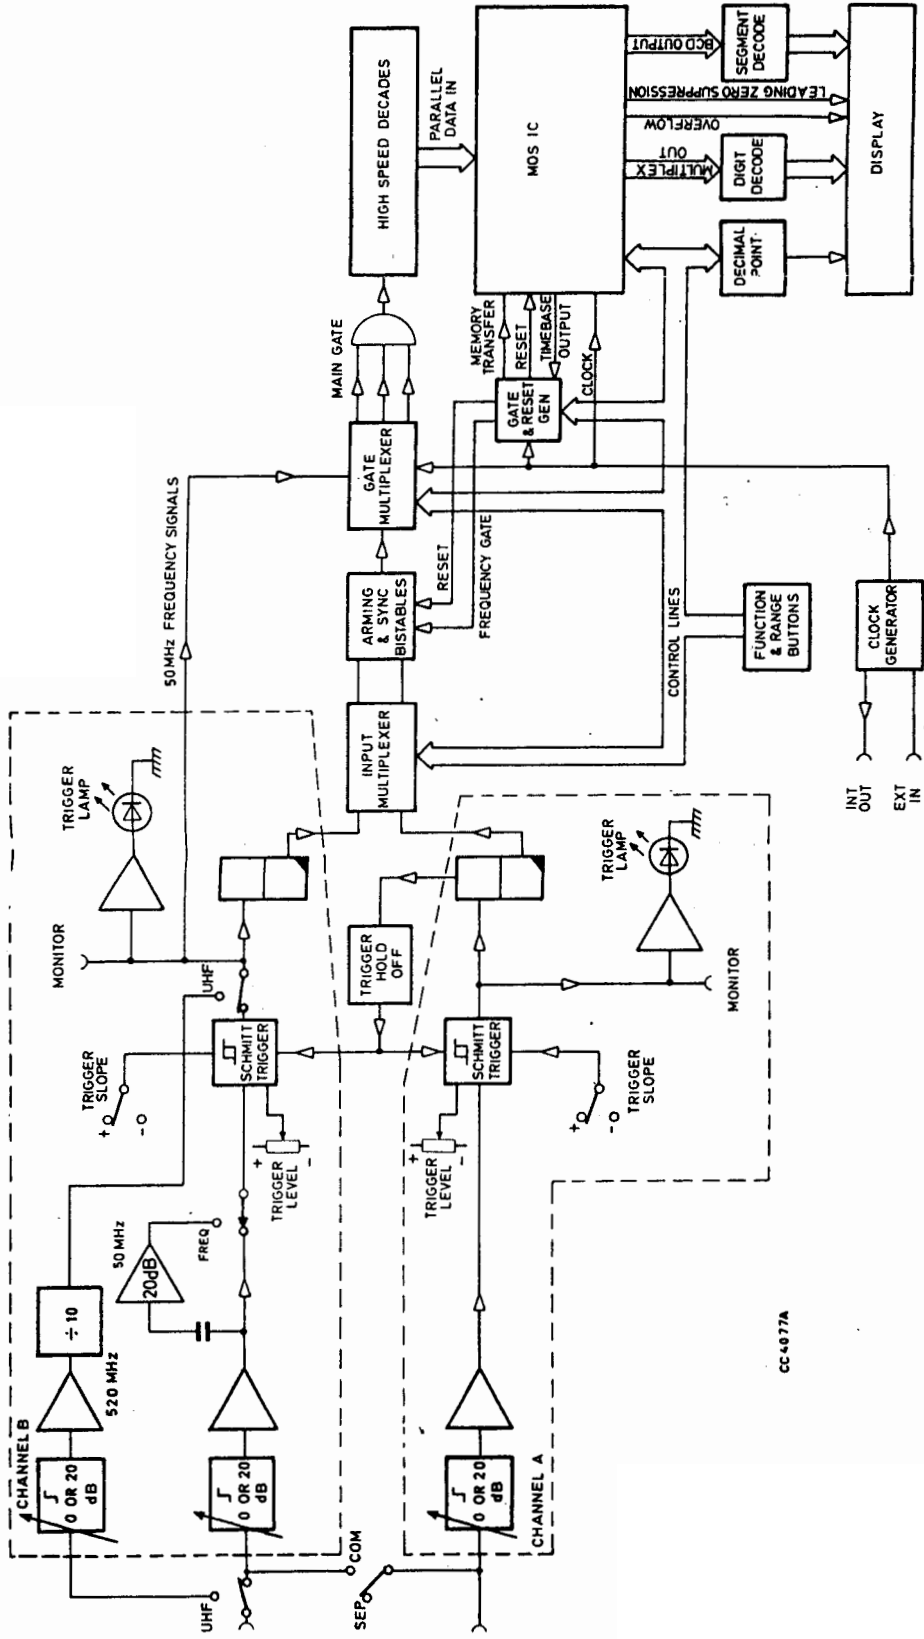 CHANNEL B
0 OR 20
dB
520 MHz
÷10
UHF
0 OR 20
dB
50 MHz
20dB
FREQ
TRIGGER
SLOPE
+
-
+
TRIGGER
LEVEL
-
SCHMITT
TRIGGER
UHF
MONITOR
TRIGGER
LAMP
50MHz FREQUENCY SIGNALS
COM
SEP
CHANNEL A
0 OR 20
dB
+
TRIGGER
LEVEL
-
SCHMITT
TRIGGER
+
-
TRIGGER
SLOPE
TRIGGER
HOLD
OFF
MONITOR
TRIGGER
LAMP
INPUT
MULTIPLEXER
ARMING
& SYNC
BISTABLES
GATE
MULTIPLEXER
MAIN GATE
HIGH SPEED DECADES
PARALLEL
DATA IN
RESET
FREQUENCY GATE
GATE
& RESET
GEN
MEMORY
TRANSFER
RESET
TIMEBASE
OUTPUT
CLOCK
MOS IC
CONTROL LINES
FUNCTION
& RANGE
BUTTONS
INT
OUT
EXT
IN
CLOCK
GENERATOR
BCD OUTPUT
LEADING ZERO SUPPRESSION
OVERFLOW
MULTIPLEX
OUT
SEGMENT
DECODE
DIGIT
DECODE
DECIMAL
POINT
DISPLAY
CC4077A